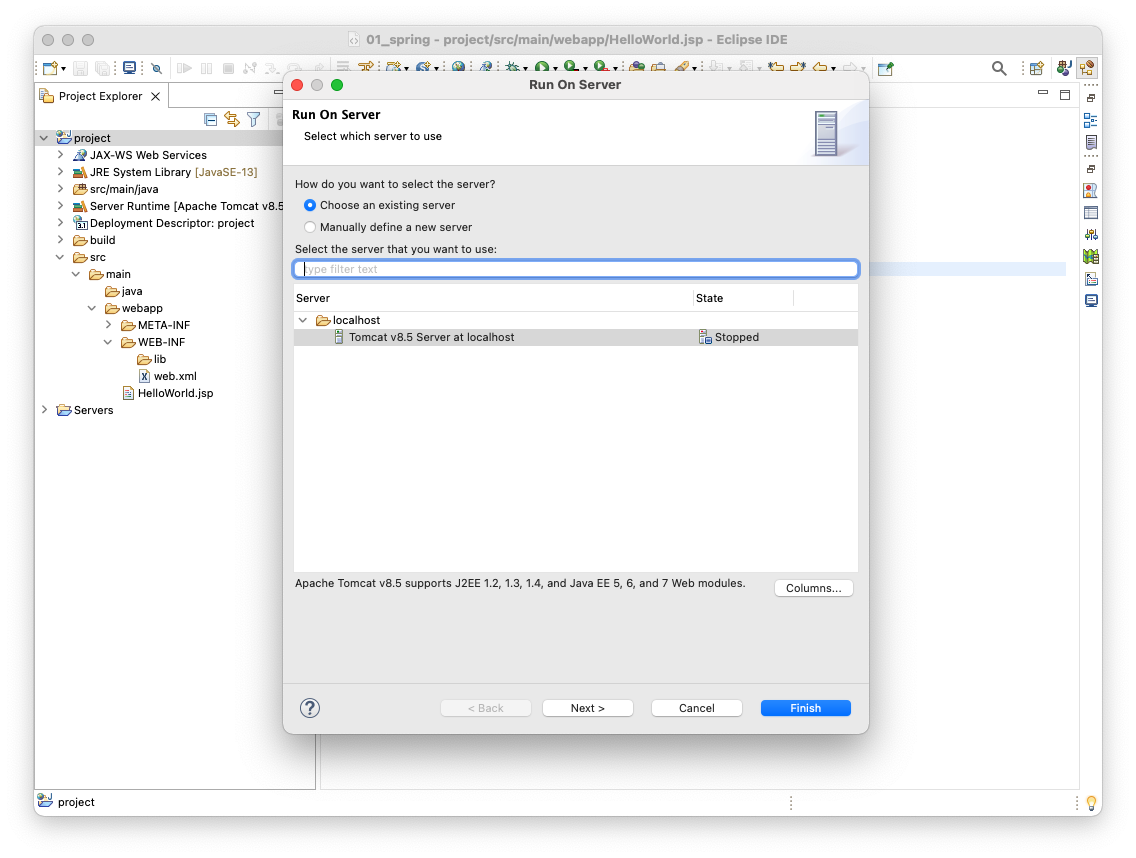 01_spring - project/src/main/webapp/HelloWorld.jsp - Eclipse IDE
Project Explorer
project
JAX-WS Web Services
JRE System Library [JavaSE-13]
src/main/java
Server Runtime [Apache Tomcat v8.5
3.1 Deployment Descriptor: project
build
src
main
java
webapp
META-INF
WEB-INF
lib
X web.xml
HelloWorld.jsp
Servers
Run On Server
Run On Server
Select which server to use
How do you want to select the server?
Choose an existing server
Manually define a new server
Select the server that you want to use:
type filter text
Server State
localhost
Tomcat v8.5 Server at localhost Stopped
Apache Tomcat v8.5 supports J2EE 1.2, 1.3, 1.4, and Java EE 5, 6, and 7 Web modules.
Columns...
? < Back Next > Cancel Finish
project